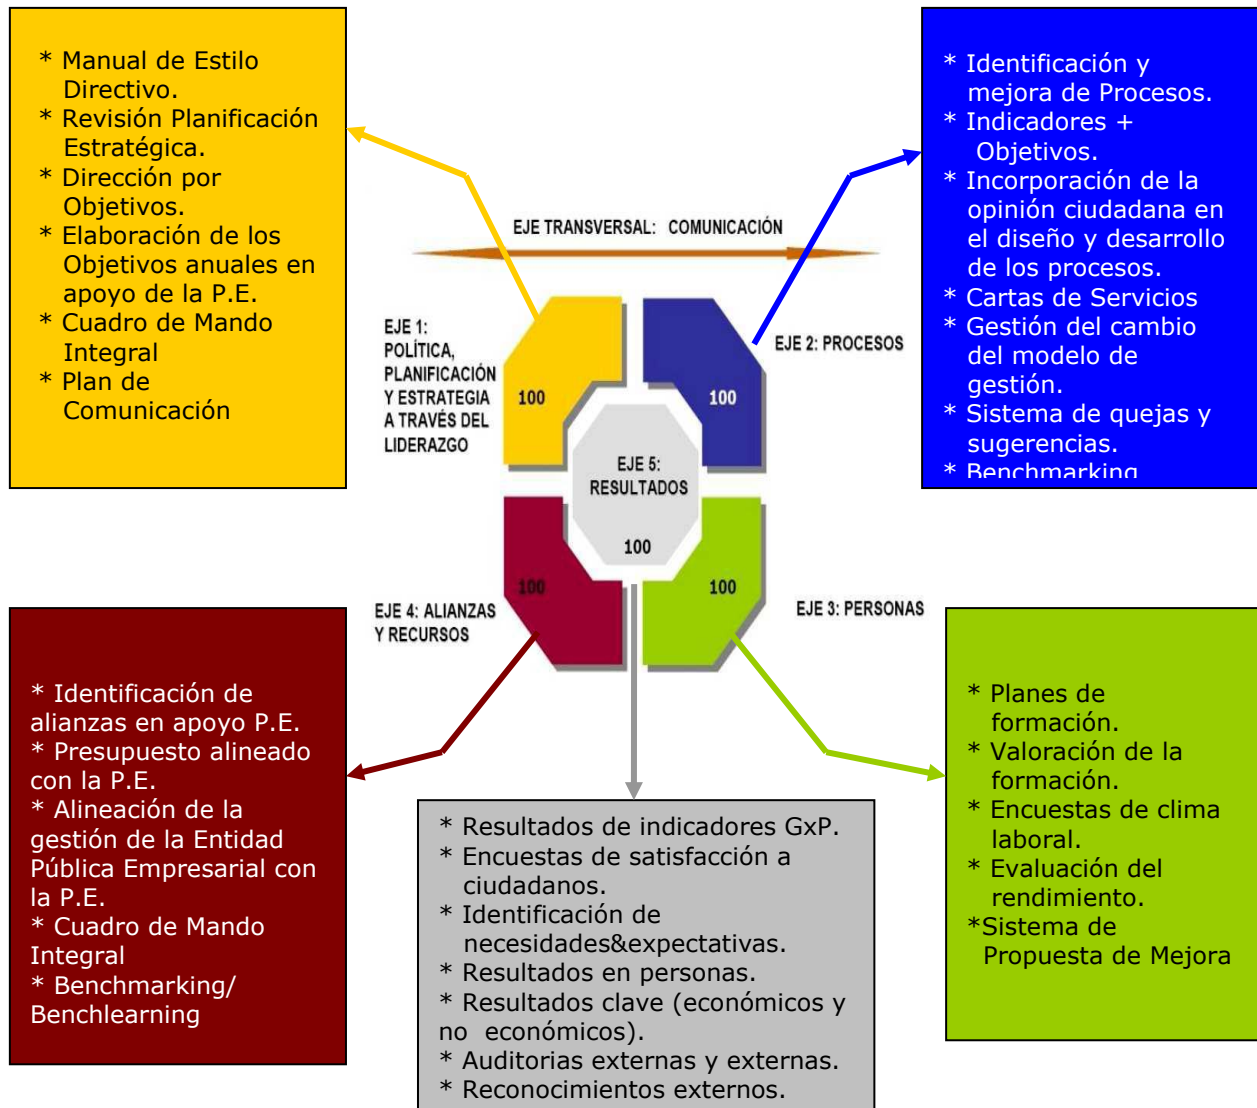 * Manual de Estilo
Directivo.
* Revisión Planificación
Estratégica.
* Dirección por
Objetivos.
* Elaboración de los
Objetivos anuales en
apoyo de la P.E.
* Cuadro de Mando
Integral
* Plan de
Comunicación
* Identificación y
mejora de Procesos.
* Indicadores +
Objetivos.
* Incorporación de la
opinión ciudadana en
el diseño y desarrollo
de los procesos.
* Cartas de Servicios
* Gestión del cambio
del modelo de
gestión.
* Sistema de quejas y
sugerencias.
* Benchmarking
EJE TRANSVERSAL: COMUNICACIÓN
EJE 1:
POLÍTICA,
PLANIFICACIÓN
Y ESTRATEGIA
A TRAVÉS DEL
LIDERAZGO
100
100
EJE 2: PROCESOS
EJE 5:
RESULTADOS
100
100
100
EJE 4: ALIANZAS
Y RECURSOS
EJE 3: PERSONAS
* Identificación de
alianzas en apoyo P.E.
* Presupuesto alineado
con la P.E.
* Alineación de la
gestión de la Entidad
Pública Empresarial con
la P.E.
* Cuadro de Mando
Integral
* Benchmarking/
Benchlearning
* Resultados de indicadores GxP.
* Encuestas de satisfacción a
ciudadanos.
* Identificación de
necesidades&expectativas.
* Resultados en personas.
* Resultados clave (económicos y
no económicos).
* Auditorias externas y externas.
* Reconocimientos externos.
* Planes de
formación.
* Valoración de la
formación.
* Encuestas de clima
laboral.
* Evaluación del
rendimiento.
*Sistema de
Propuesta de Mejora